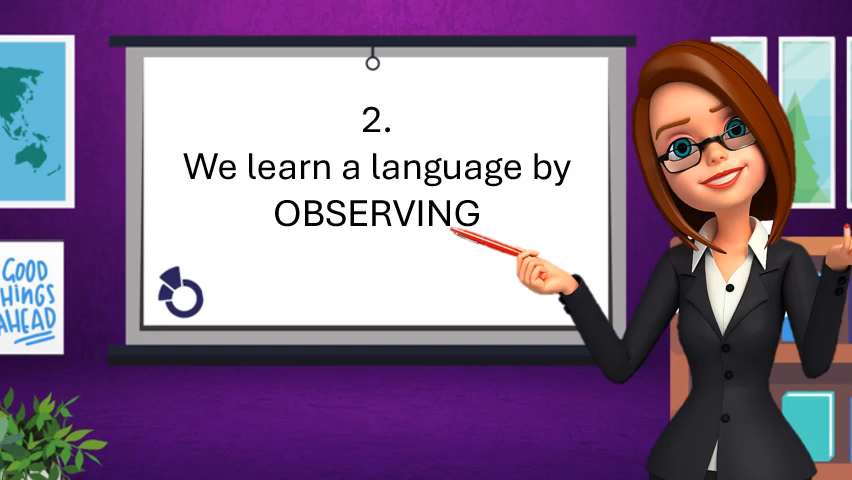 2.
We learn a language by
OBSERVING
GOOD
THINGS
AHEAD